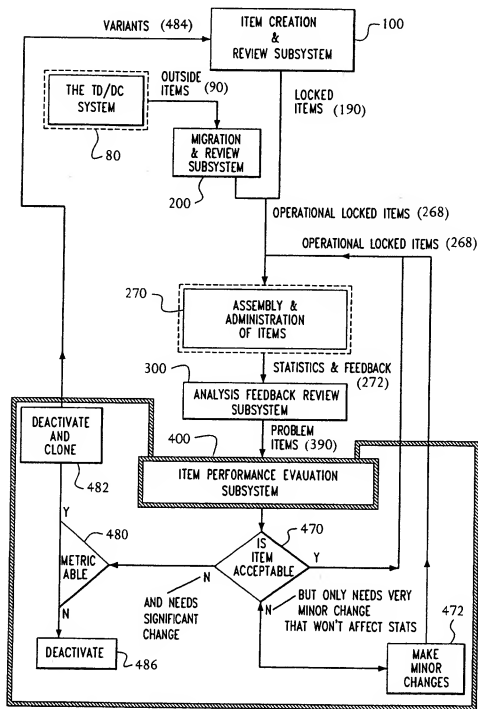 VARIANTS (484)
ITEM CREATION
&
REVIEW SUBSYSTEM
100
THE TD/DC
SYSTEM
80
OUTSIDE
ITEMS (90)
LOCKED
ITEMS (190)
MIGRATION
& REVIEW
SUBSYSTEM
200
OPERATIONAL LOCKED ITEMS (268)
OPERATIONAL LOCKED ITEMS (268)
270
ASSEMBLY &
ADMINISTRATION
OF ITEMS
STATISTICS & FEEDBACK
(272)
300
ANALYSIS FEEDBACK REVIEW
SUBSYSTEM
PROBLEM
ITEMS (390)
400
ITEM PERFORMANCE EVAUATION
SUBSYSTEM
DEACTIVATE
AND
CLONE
482
Y
480
METRIC
ABLE
N
DEACTIVATE
486
470
IS
ITEM
ACCEPTABLE
Y
N
AND NEEDS
SIGNIFICANT
CHANGE
N
BUT ONLY NEEDS VERY
MINOR CHANGE
THAT WON'T AFFECT STATS
472
MAKE
MINOR
CHANGES